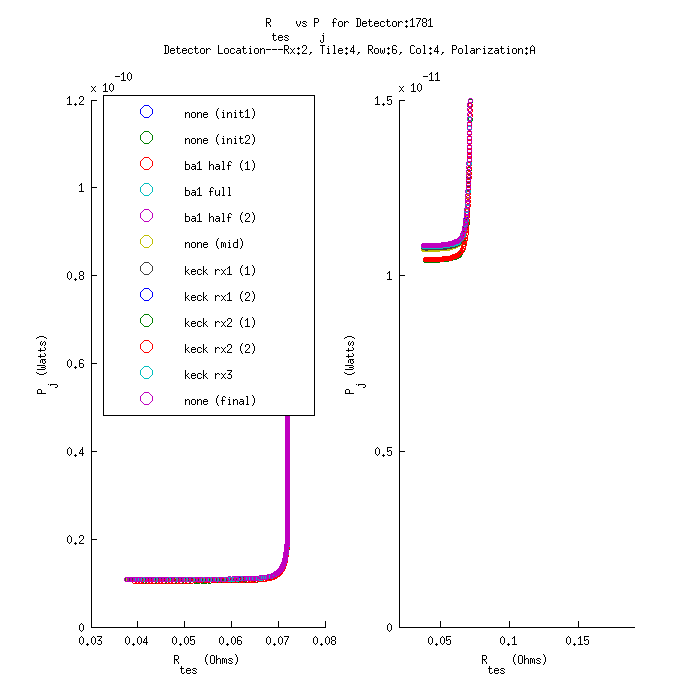 R tes vs P j for Detector:1781
Detector Location---Rx:2, Tile:4, Row:6, Col:4, Polarization:A
x 10^-10
1.2
1
0.8
0.6
0.4
0.2
0
0.03 0.04 0.05 0.06 0.07 0.08
P j (Watts)
R tes (Ohms)
none (init1)
none (init2)
ba1 half (1)
ba1 full
ba1 half (2)
none (mid)
keck rx1 (1)
keck rx1 (2)
keck rx2 (1)
keck rx2 (2)
keck rx3
none (final)
x 10^-11
1.5
1
0.5
0
0.05 0.1 0.15
P j (Watts)
R tes (Ohms)